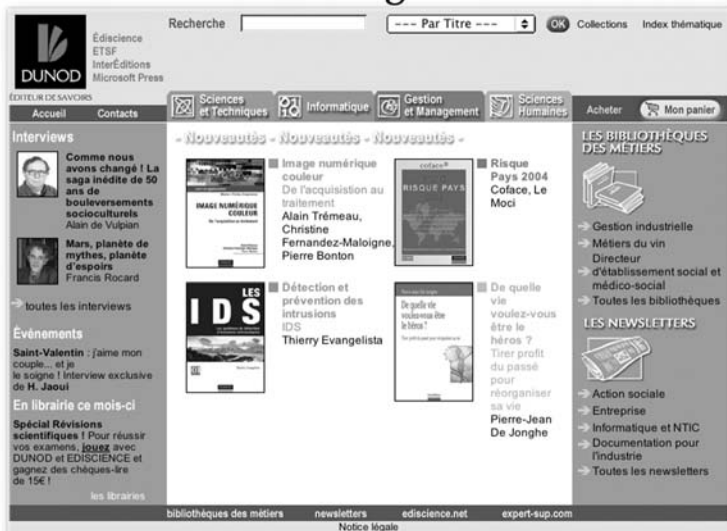 Recherche
--- Par Titre ---
OK
Collections
Index thématique
DUNOD
ÉDITEUR DE SAVOIRS
Édiscience
ETSF
InterÉditions
Microsoft Press
Accueil
Contacts
Sciences
et Techniques
Informatique
Gestion
et Management
Sciences
Humaines
Acheter
Mon panier
Interviews
Comme nous
avons changé ! La
saga inédite de 50
ans de
bouleversements
socioculturels
Alain de Vulpian
Mars, planète de
mythes, planète
d'espoirs
Francis Rocard
toutes les interviews
Événements
Saint-Valentin : j'aime mon
couple... et je
le soigne ! Interview exclusive
de H. Jaoui
En librairie ce mois-ci
Spécial Révisions
scientifiques ! Pour réussir
vos examens, jouez avec
DUNOD et EDISCIENCE et
gagnez des chèques-lire
de 15€ !
les librairies
- Nouveautés - Nouveautés - Nouveautés -
IMAGE NUMÉRIQUE
COULEUR
Image numérique
couleur
De l'acquisistion au
traitement
Alain Trémeau,
Christine
Fernandez-Maloigne,
Pierre Bonton
coface
RISQUE PAYS
Risque
Pays 2004
Coface, Le
Moci
LES
IDS
Détection et
prévention des
intrusions
IDS
Thierry Evangelista
De quelle vie
voulez-vous être
le héros ?
De quelle
vie
voulez-vous
être le
héros ?
Tirer profit
du passé
pour
réorganiser
sa vie
Pierre-Jean
De Jonghe
LES BIBLIOTHÈQUES
DES MÉTIERS
Gestion industrielle
Métiers du vin
Directeur
d'établissement social et
médico-social
Toutes les bibliothèques
LES NEWSLETTERS
Action sociale
Entreprise
Informatique et NTIC
Documentation pour
l'industrie
Toutes les newsletters
bibliothèques des métiers
newsletters
ediscience.net
expert-sup.com
Notice légale